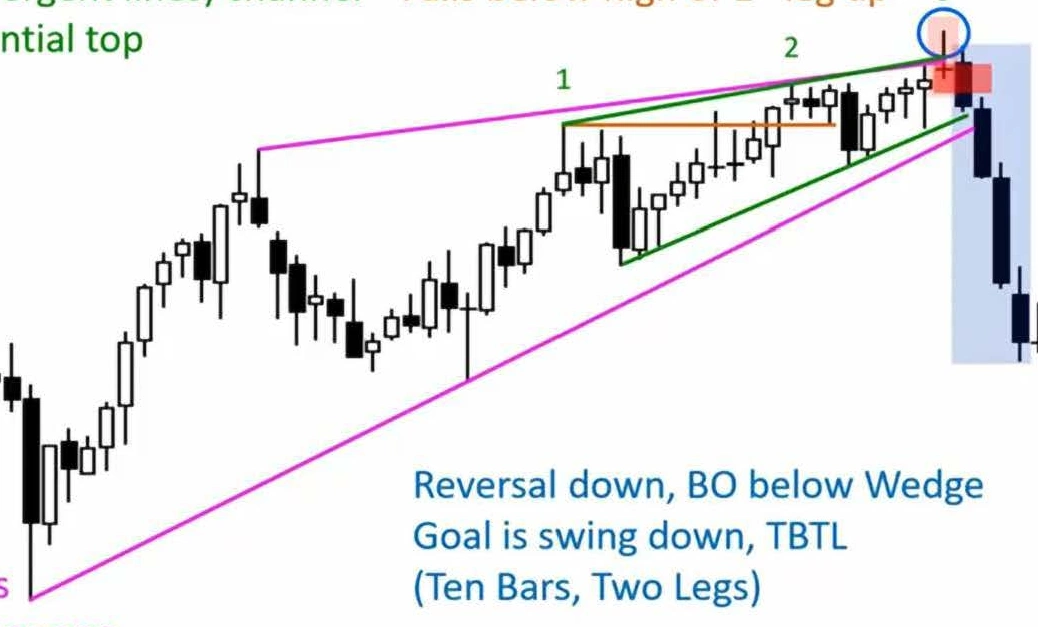 ntial top
1
2
Reversal down, BO below Wedge
Goal is swing down, TBTL
(Ten Bars, Two Legs)
s